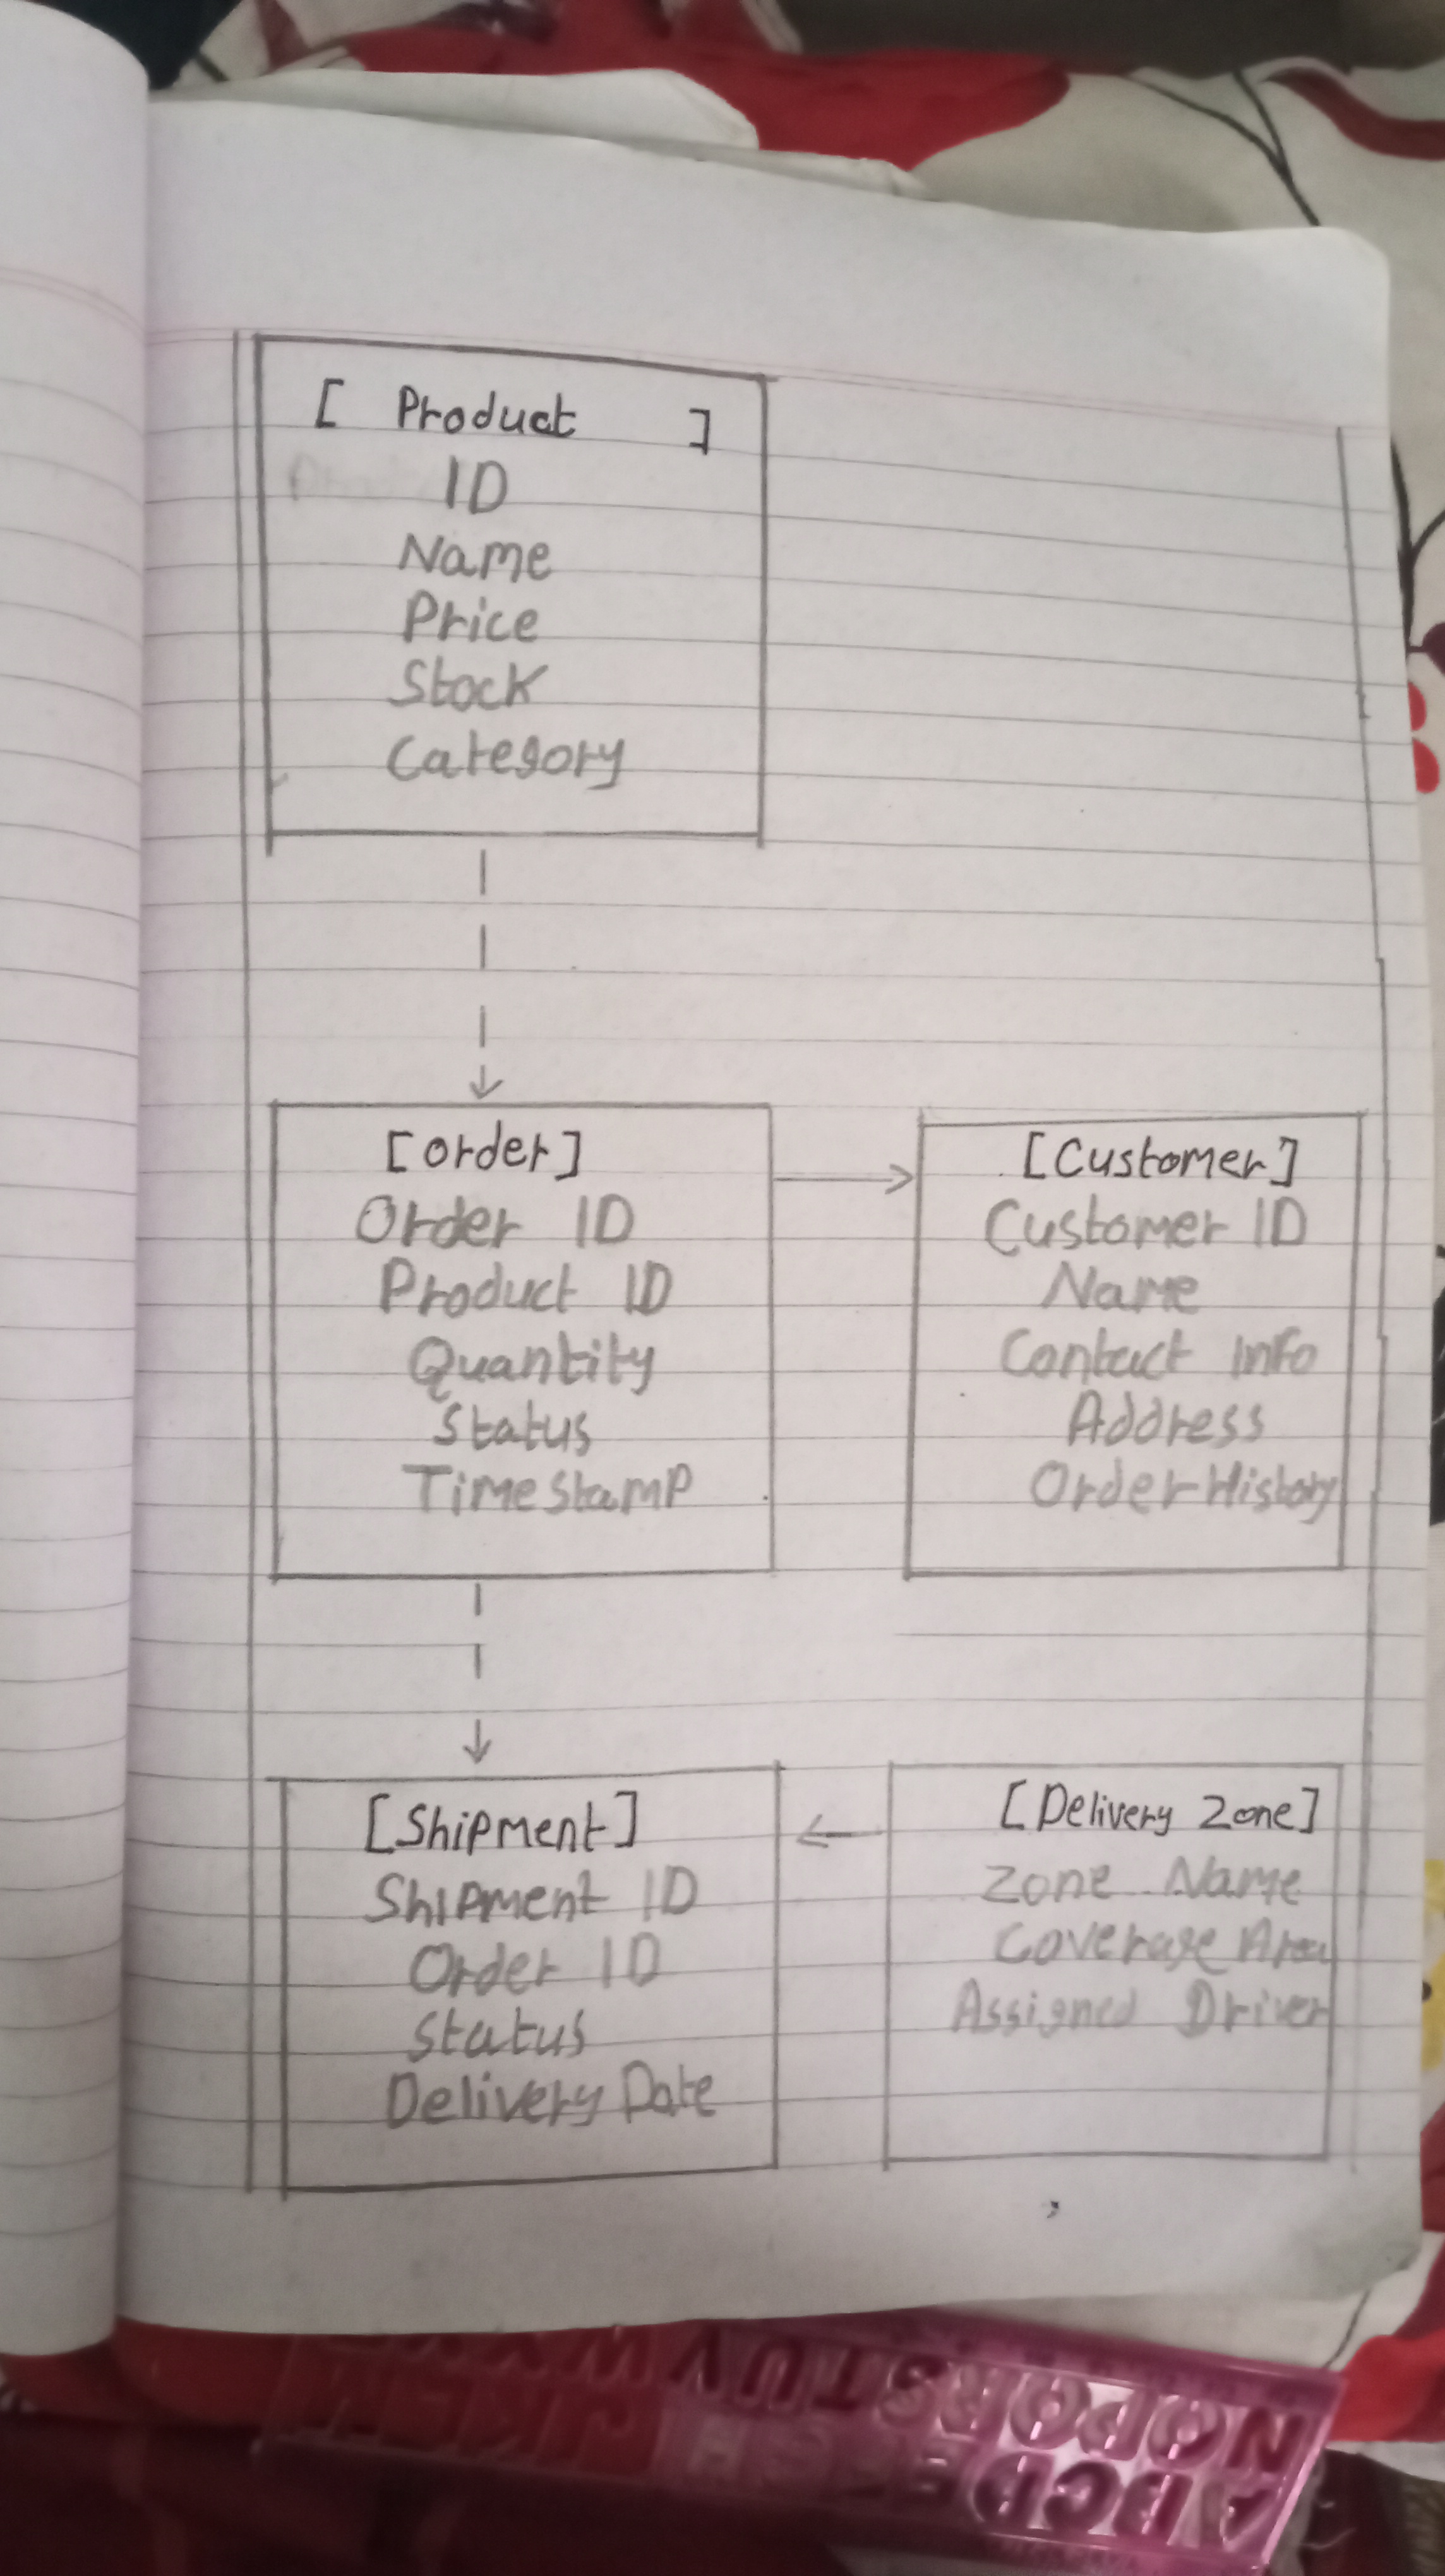 [ Product ]
ID
Name
Price
Stock
Category
[Order]
Order ID
Product ID
Quantity
Status
TimeStamp
[Customer]
Customer ID
Name
Contact Info
Address
Order History
[Shipment]
Shipment ID
Order ID
Status
Delivery Date
[Delivery Zone]
Zone Name
Coverage Area
Assigned Driver